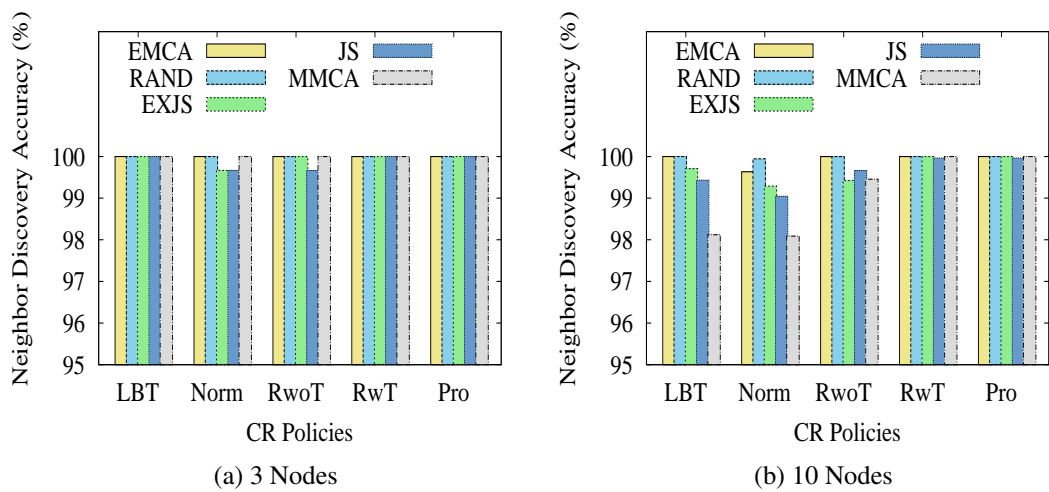 Neighbor Discovery Accuracy (%)
EMCA
RAND
EXJS
JS
MMCA
100
99
98
97
96
95
LBT Norm RwoT RwT Pro
CR Policies
(a) 3 Nodes
Neighbor Discovery Accuracy (%)
EMCA
RAND
EXJS
JS
MMCA
100
99
98
97
96
95
LBT Norm RwoT RwT Pro
CR Policies
(b) 10 Nodes